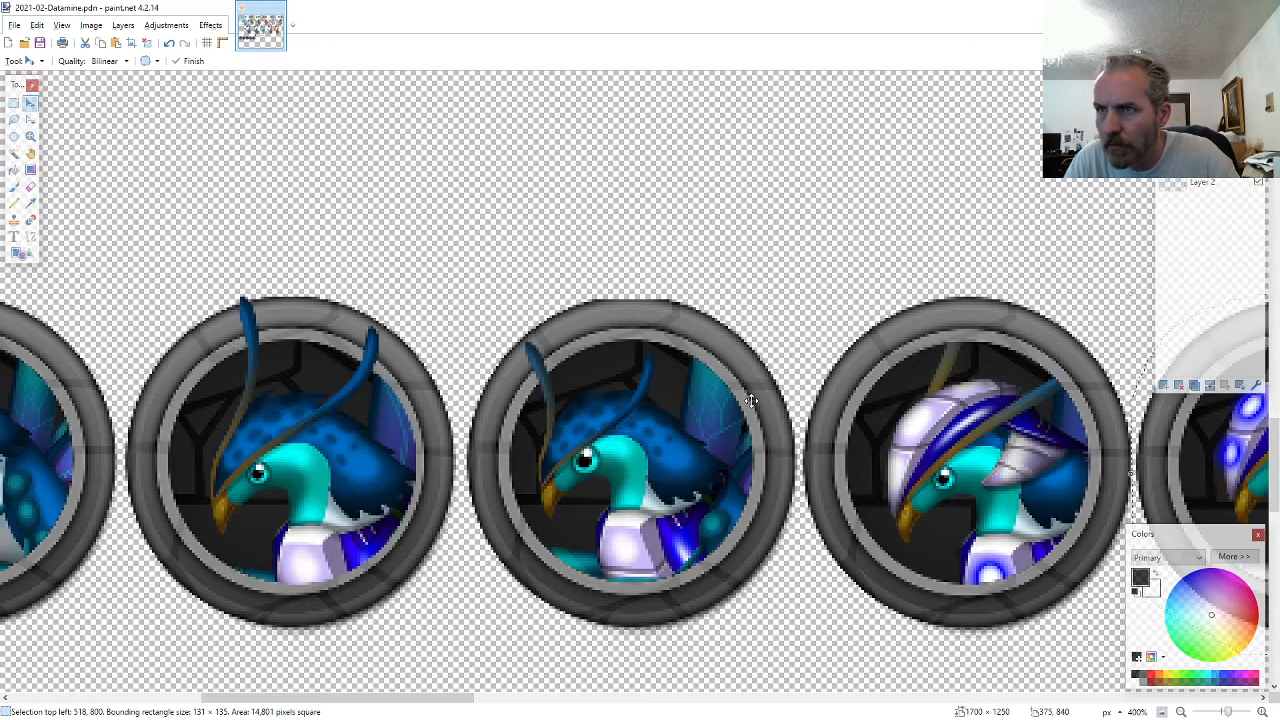 2021-02-Datamine.pdn - paint.net 4.2.14
File Edit View Image Layers Adjustments Effects
Tool: Quality: Bilinear Finish
To...
Layer 2
Colors
Primary More >>
Selection top left: 518, 800. Bounding rectangle size: 131 × 135. Area: 14,801 pixels square 1700 × 1250 375, 840 px 400%